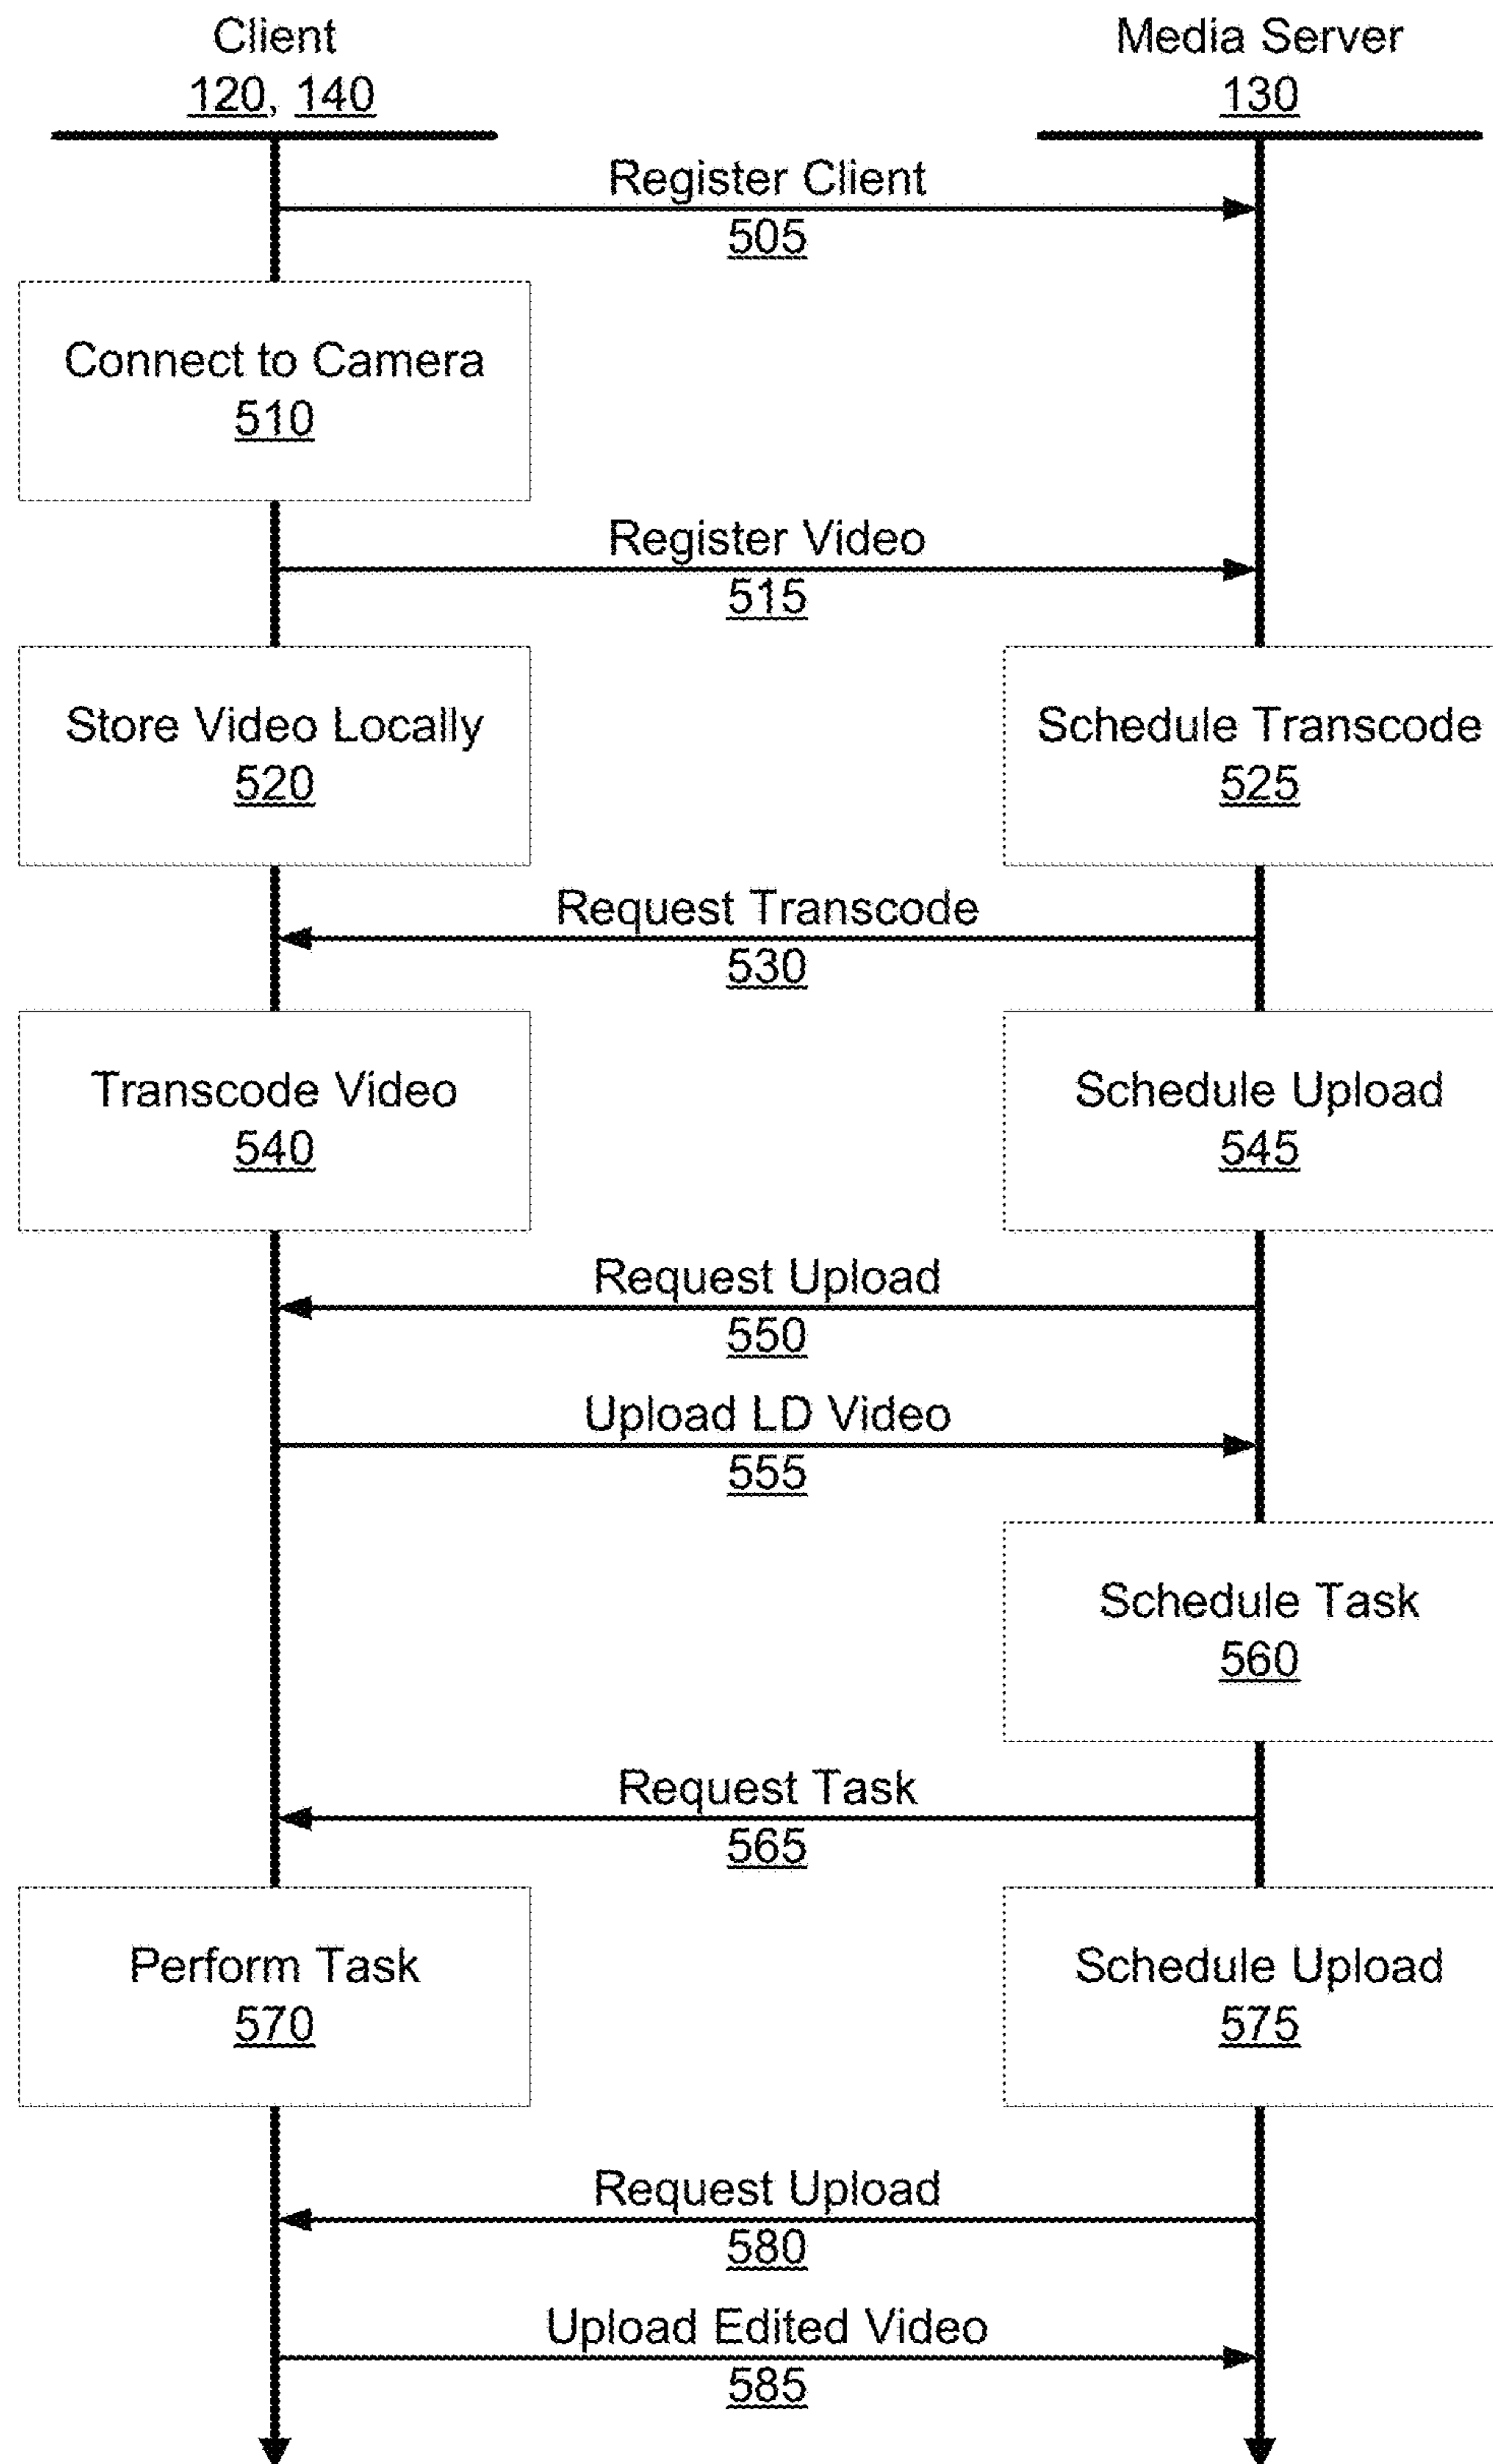 Client
120, 140
Media Server
130
Register Client
505
Connect to Camera
510
Register Video
515
Store Video Locally
520
Schedule Transcode
525
Request Transcode
530
Transcode Video
540
Schedule Upload
545
Request Upload
550
Upload LD Video
555
Schedule Task
560
Request Task
565
Perform Task
570
Schedule Upload
575
Request Upload
580
Upload Edited Video
585